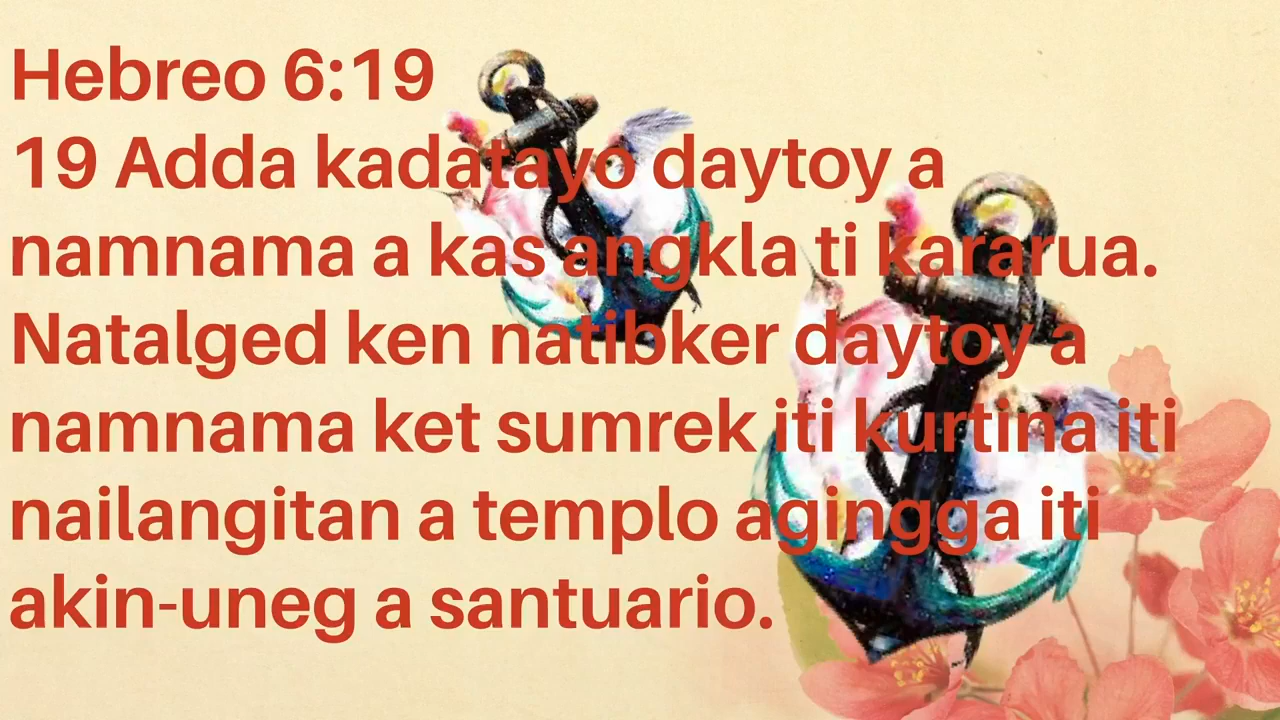 Hebreo 6:19
19 Adda kadatayo daytoy a
namnama a kas angkla ti kararua.
Natalged ken natibker daytoy a
namnama ket sumrek iti kurtina iti
nailangitan a templo agingga iti
akin-uneg a santuario.